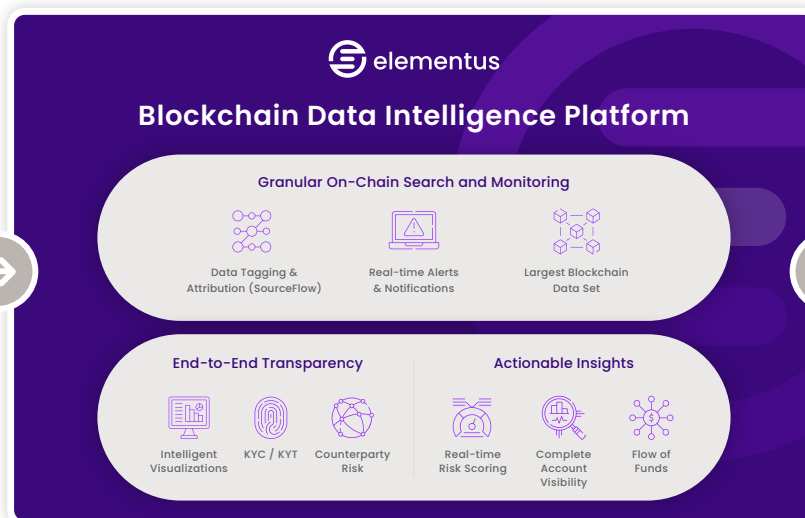 elementus
Blockchain Data Intelligence Platform
Granular On-Chain Search and Monitoring
Data Tagging &
Attribution (SourceFlow)
Real-time Alerts
& Notifications
Largest Blockchain
Data Set
End-to-End Transparency
Intelligent
Visualizations
KYC / KYT
Counterparty
Risk
Actionable Insights
Real-time
Risk Scoring
Complete
Account
Visibility
Flow of
Funds